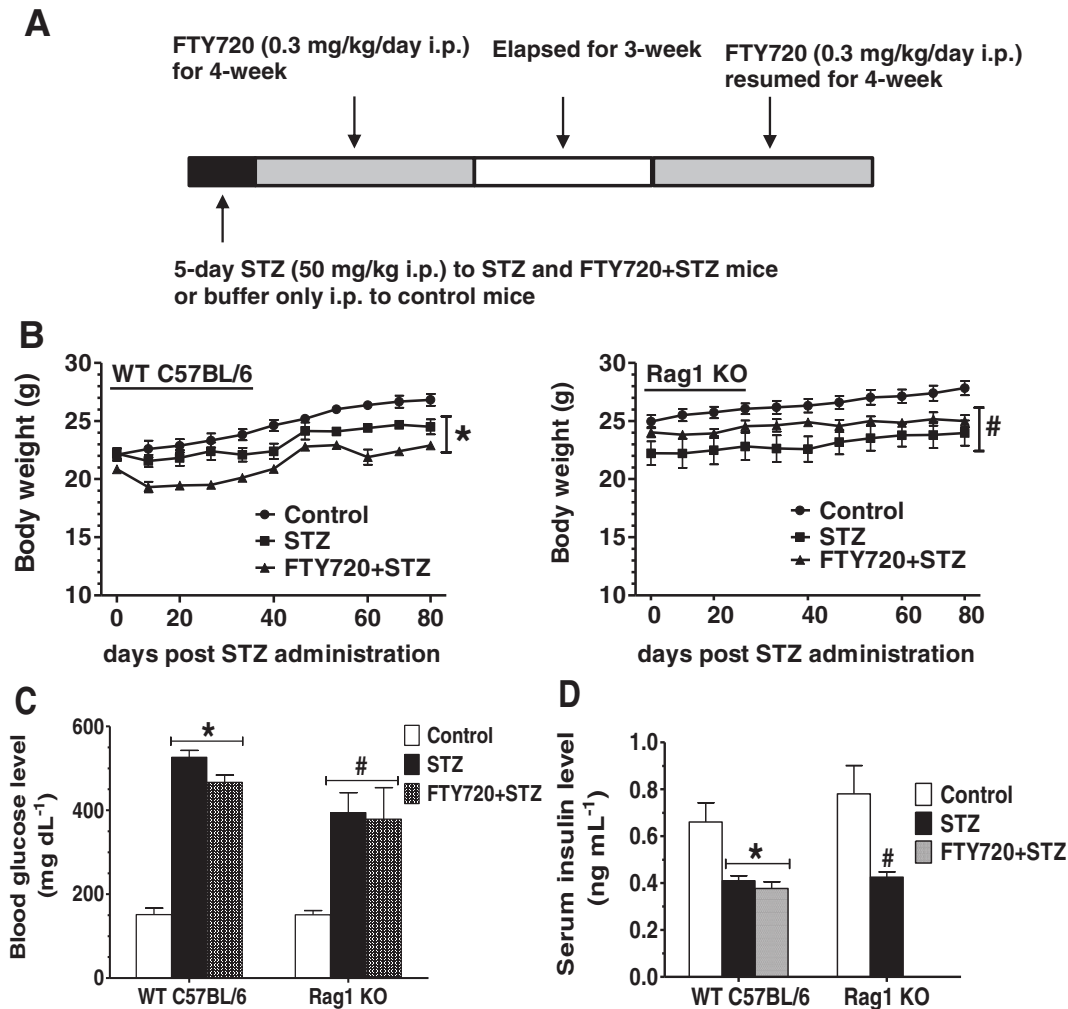 A
FTY720 (0.3 mg/kg/day i.p.)
for 4-week
Elapsed for 3-week
FTY720 (0.3 mg/kg/day i.p.)
resumed for 4-week
5-day STZ (50 mg/kg i.p.) to STZ and FTY720+STZ mice
or buffer only i.p. to control mice
B
WT C57BL/6
Body weight (g)
30
25
20
15
10
Control
STZ
FTY720+STZ
*
0 20 40 60 80
days post STZ administration
Rag1 KO
Body weight (g)
30
25
20
15
10
Control
STZ
FTY720+STZ
#
0 20 40 60 80
days post STZ administration
C
Blood glucose level
(mg dL-1)
600
400
200
0
*
#
Control
STZ
FTY720+STZ
WT C57BL/6 Rag1 KO
D
Serum insulin level
(ng mL-1)
1.0
0.8
0.6
0.4
0.2
0.0
*
#
Control
STZ
FTY720+STZ
WT C57BL/6 Rag1 KO